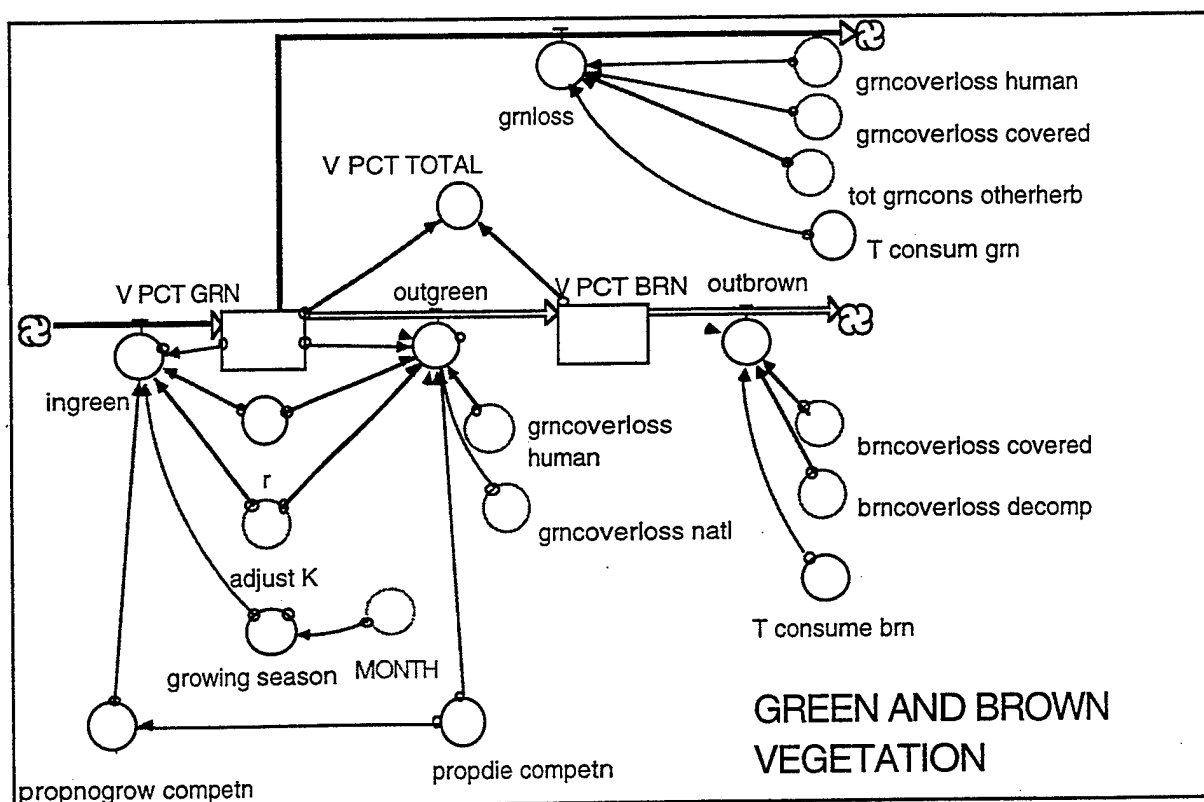 grncoverloss human
grnloss
grncoverloss covered
V PCT TOTAL
tot grncons otherherb
T consum grn
V PCT GRN
outgreen
V PCT BRN
outbrown
ingreen
grncoverloss
human
brncoverloss covered
r
brncoverloss decomp
grncoverloss natl
adjust K
T consume brn
growing season
MONTH
GREEN AND BROWN
VEGETATION
propdie competn
propnogrow competn